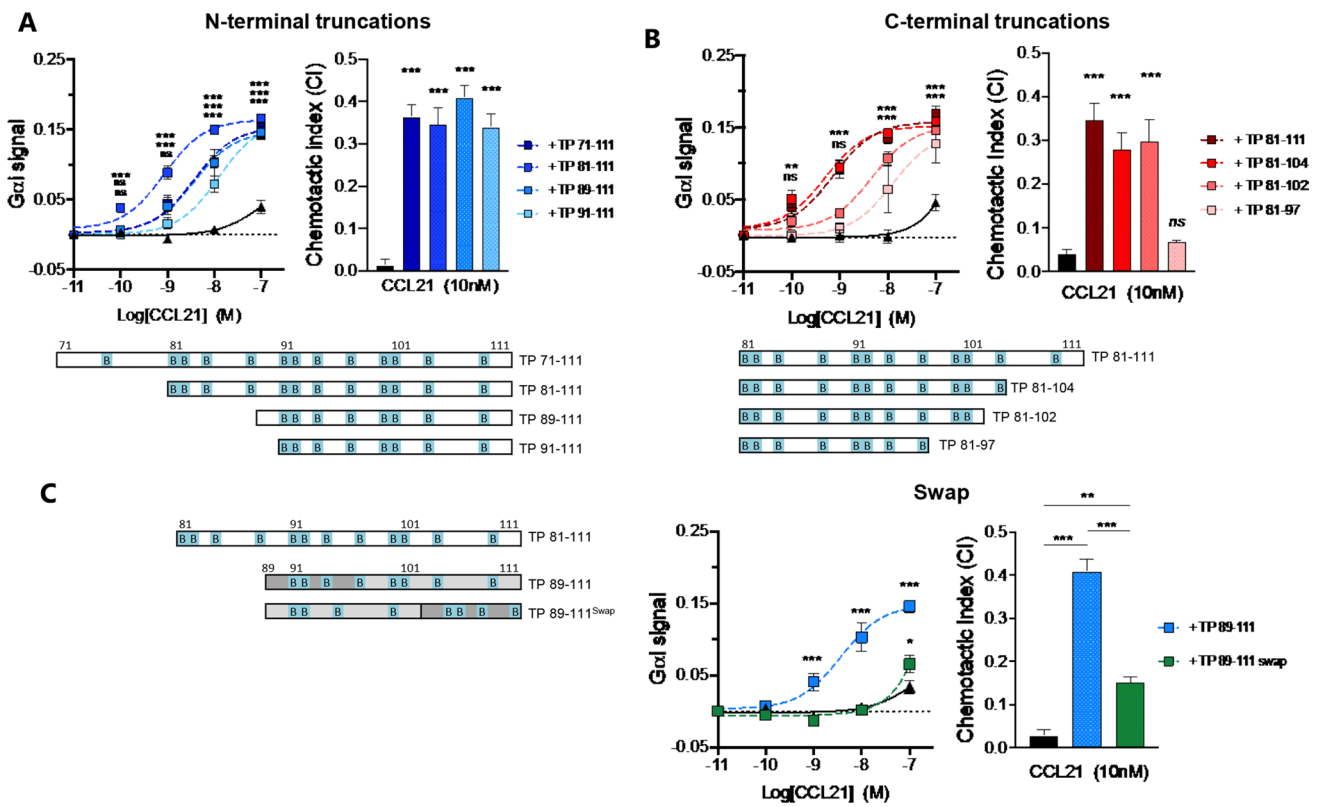 A
N-terminal truncations
0.25
0.15
0.05
-0.05
Gαi signal
*** *** *** *** *** ***
*** *** ns
*** ns ns
-11 -10 -9 -8 -7
Log[CCL21] (M)
0.5
0.4
0.3
0.2
0.1
0.0
Chemotactic Index (CI)
*** *** *** ***
CCL21 (10nM)
+ TP 71-111
+ TP 81-111
+ TP 89-111
+ TP 91-111
71 81 91 101 111
B B B B B B B B B B B B TP 71-111
B B B B B B B B B B B TP 81-111
B B B B B B B B TP 89-111
B B B B B B B B TP 91-111
B
C-terminal truncations
0.25
0.15
0.05
-0.05
Gαi signal
*** *** *** ***
*** ns
** ns
-11 -10 -9 -8 -7
Log[CCL21] (M)
0.5
0.4
0.3
0.2
0.1
0.0
Chemotactic Index (CI)
*** *** *** ns
CCL21 (10nM)
+ TP 81-111
+ TP 81-104
+ TP 81-102
+ TP 81-97
81 91 101 111
B B B B B B B B B B B TP 81-111
B B B B B B B B B B TP 81-104
B B B B B B B B B TP 81-102
B B B B B B B TP 81-97
C
81 91 101 111
B B B B B B B B B B B TP 81-111
89 91 101 111
B B B B B B B B TP 89-111
B B B B B B B B TP 89-111Swap
Swap
0.25
0.15
0.05
-0.05
Gαi signal
*** *** *** *
-11 -10 -9 -8 -7
Log[CCL21] (M)
0.5
0.4
0.3
0.2
0.1
0.0
Chemotactic Index (CI)
**
*** ***
CCL21 (10nM)
+ TP 89-111
+ TP 89-111 swap